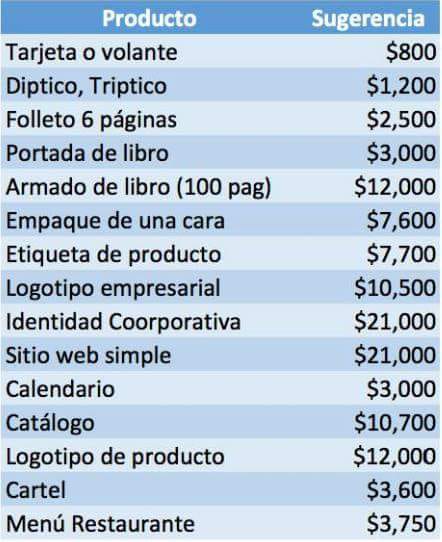 Producto Sugerencia
Tarjeta o volante $800
Diptico, Triptico $1,200
Folleto 6 páginas $2,500
Portada de libro $3,000
Armado de libro (100 pag) $12,000
Empaque de una cara $7,600
Etiqueta de producto $7,700
Logotipo empresarial $10,500
Identidad Coorporativa $21,000
Sitio web simple $21,000
Calendario $3,000
Catálogo $10,700
Logotipo de producto $12,000
Cartel $3,600
Menú Restaurante $3,750